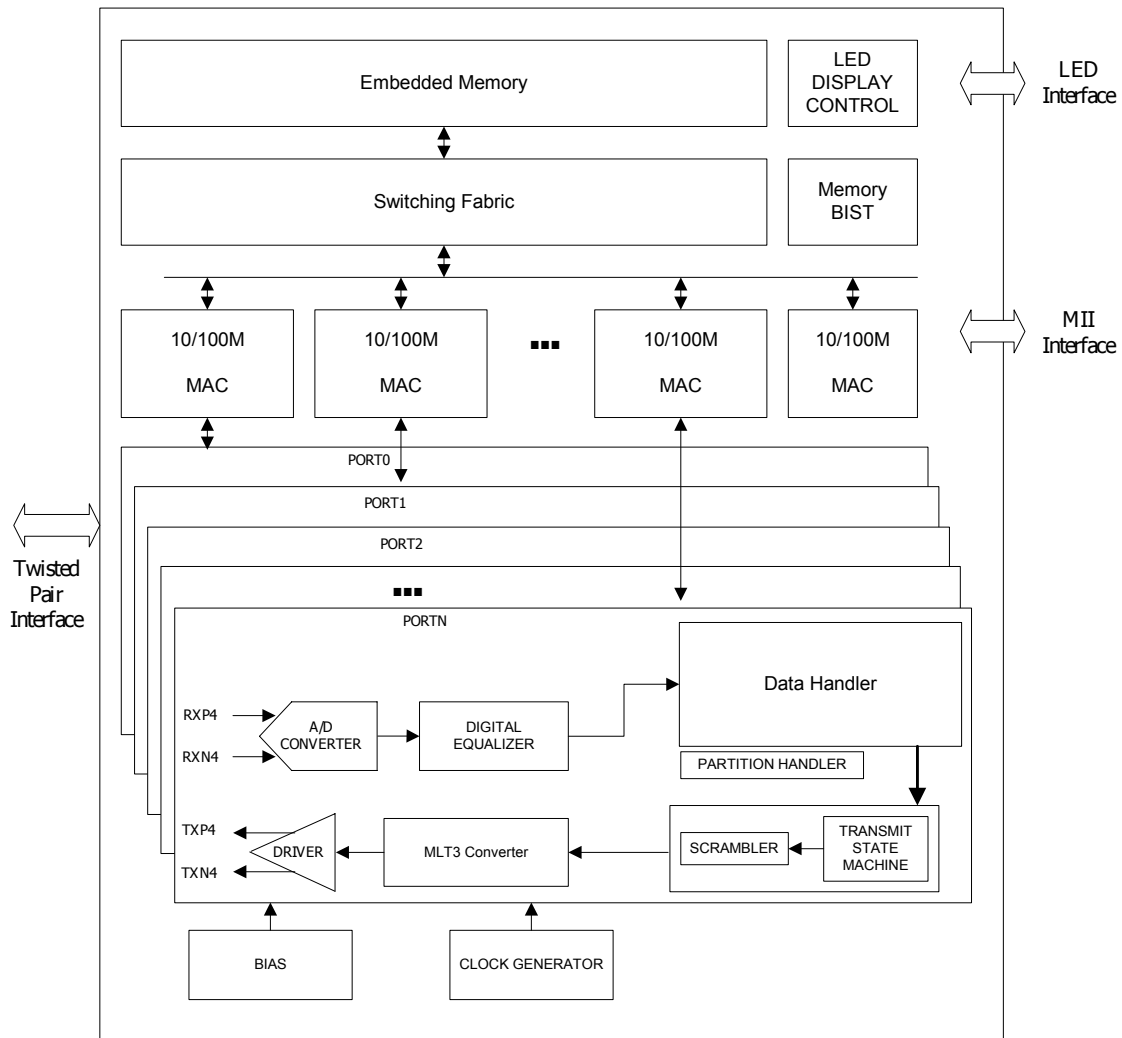 Embedded Memory
LED
DISPLAY
CONTROL
LED
Interface
Switching Fabric
Memory
BIST
10/100M
MAC
10/100M
MAC
10/100M
MAC
10/100M
MAC
MII
Interface
PORT0
PORT1
PORT2
PORTN
Twisted
Pair
Interface
Data Handler
RXP4
RXN4
A/D
CONVERTER
DIGITAL
EQUALIZER
PARTITION HANDLER
TXP4
TXN4
DRIVER
MLT3 Converter
SCRAMBLER
TRANSMIT
STATE
MACHINE
BIAS
CLOCK GENERATOR